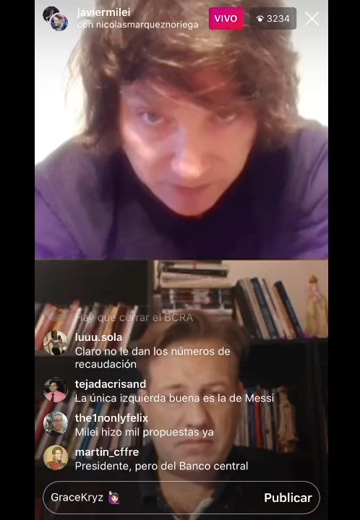 javiermilei
con nicolasmarqueznoriega
VIVO
3234
Hay que cerrar el BCRA
luuu.sola
Claro no le dan los números de
recaudación
tejadacrisand
La única izquierda buena es la de Messi
the1nonlyfelix
Milei hizo mil propuestas ya
martin_cffre
Presidente, pero del Banco central
GraceKryz 🙋🏻‍♀️
Publicar